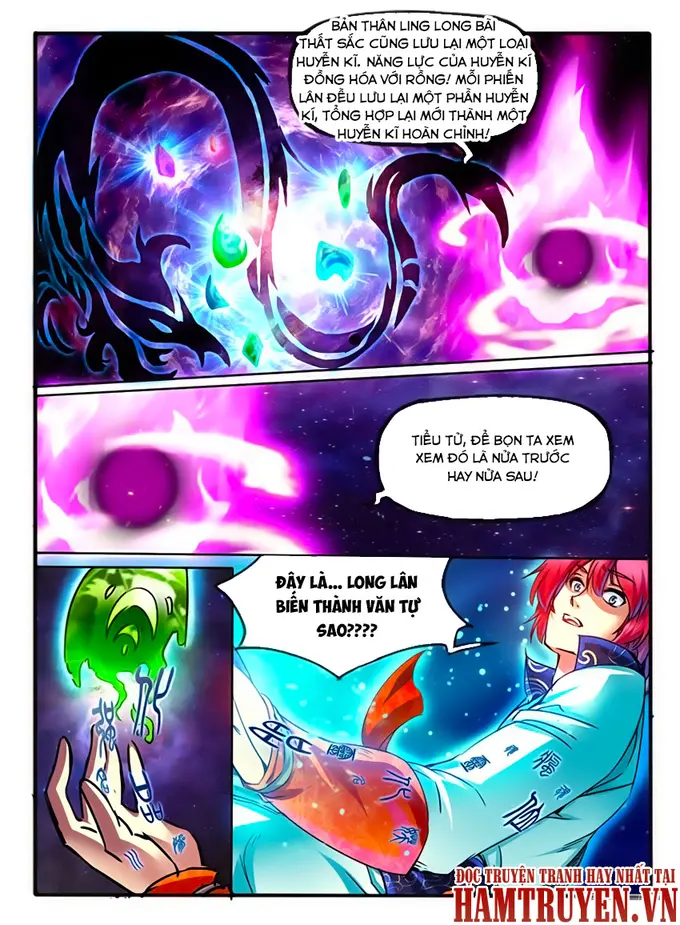 BẢN THÂN LING LONG BÀI
THẤT SẮC CŨNG LƯU LẠI MỘT LOẠI
HUYỄN KĨ. NĂNG LỰC CỦA HUYỄN KÍ
ĐỒNG HÓA VỚI RỒNG! MỖI PHIẾN
LÂN ĐỀU LƯU LẠI MỘT PHẦN HUYỄN
KÍ, TỔNG HỢP LẠI MỚI THÀNH MỘT
HUYỄN KĨ HOÀN CHỈNH!
TIỂU TỬ, ĐỂ BỌN TA XEM
XEM ĐÓ LÀ NỬA TRƯỚC
HAY NỬA SAU!
ĐÂY LÀ... LONG LÂN
BIẾN THÀNH VĂN TỰ
SAO????
ĐỌC TRUYỆN TRANH HAY NHẤT TẠI
HAMTRUYEN.VN